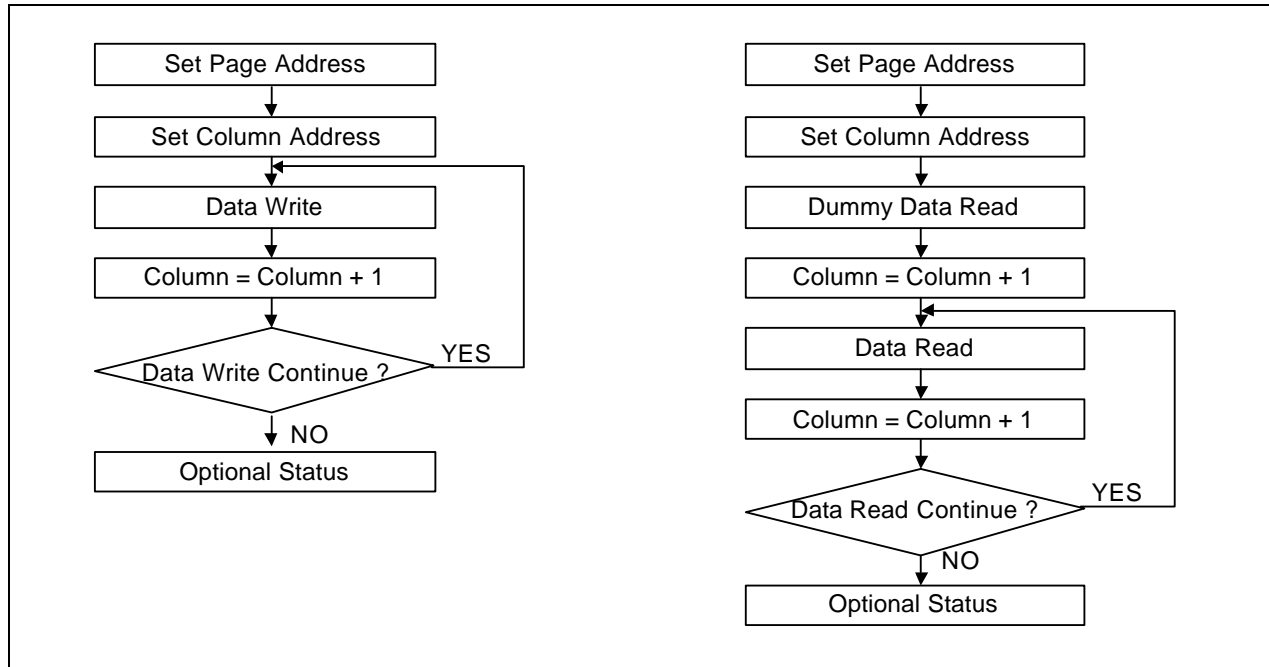 Set Page Address
Set Column Address
Data Write
Column = Column + 1
Data Write Continue ?
YES
NO
Optional Status
Set Page Address
Set Column Address
Dummy Data Read
Column = Column + 1
Data Read
Column = Column + 1
Data Read Continue ?
YES
NO
Optional Status